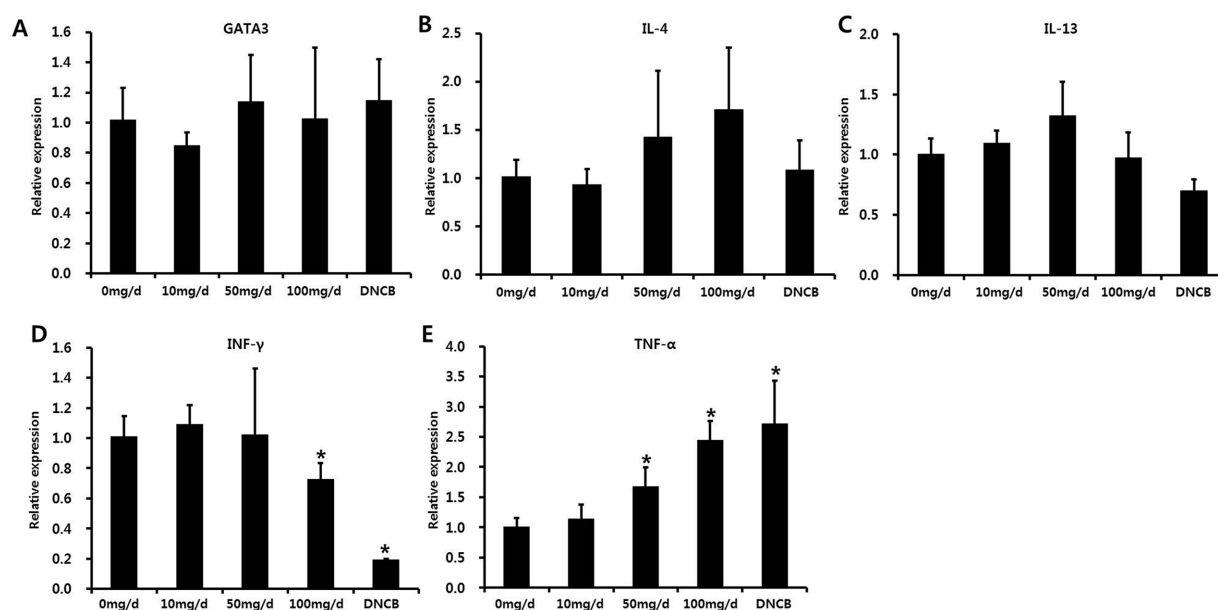 A
GATA3
Relative expression
1.6
1.4
1.2
1.0
0.8
0.6
0.4
0.2
0.0
0mg/d 10mg/d 50mg/d 100mg/d DNCB
B
IL-4
Relative expression
2.5
2.0
1.5
1.0
0.5
0.0
0mg/d 10mg/d 50mg/d 100mg/d DNCB
C
IL-13
Relative expression
2.0
1.5
1.0
0.5
0.0
0mg/d 10mg/d 50mg/d 100mg/d DNCB
D
INF-γ
Relative expression
1.6
1.4
1.2
1.0
0.8
0.6
0.4
0.2
0.0
*
*
0mg/d 10mg/d 50mg/d 100mg/d DNCB
E
TNF-α
Relative expression
4.0
3.5
3.0
2.5
2.0
1.5
1.0
0.5
0.0
*
*
*
0mg/d 10mg/d 50mg/d 100mg/d DNCB